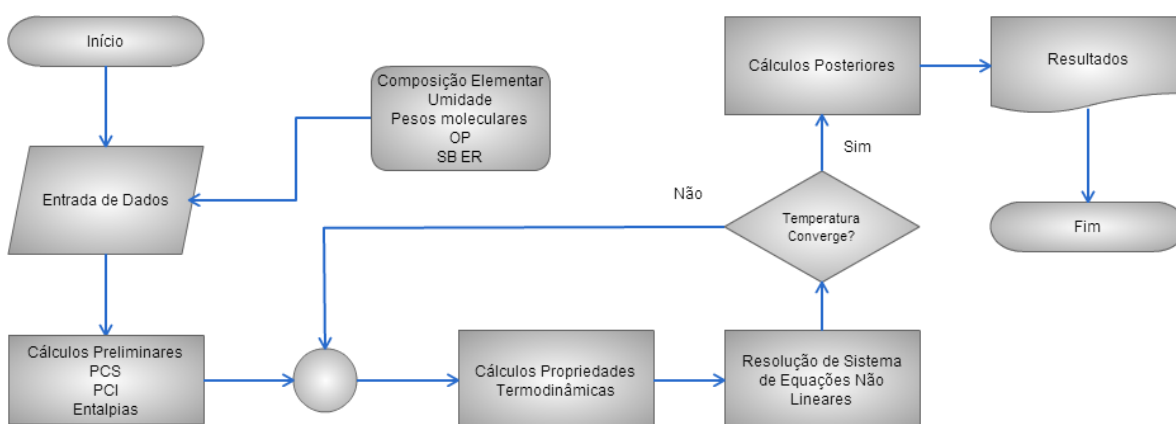 Início
Composição Elementar
Umidade
Pesos moleculares
OP
SB ER
Entrada de Dados
Cálculos Preliminares
PCS
PCI
Entalpias
Cálculos Propriedades
Termodinâmicas
Resolução de Sistema
de Equações Não
Lineares
Temperatura
Converge?
Não
Sim
Cálculos Posteriores
Resultados
Fim